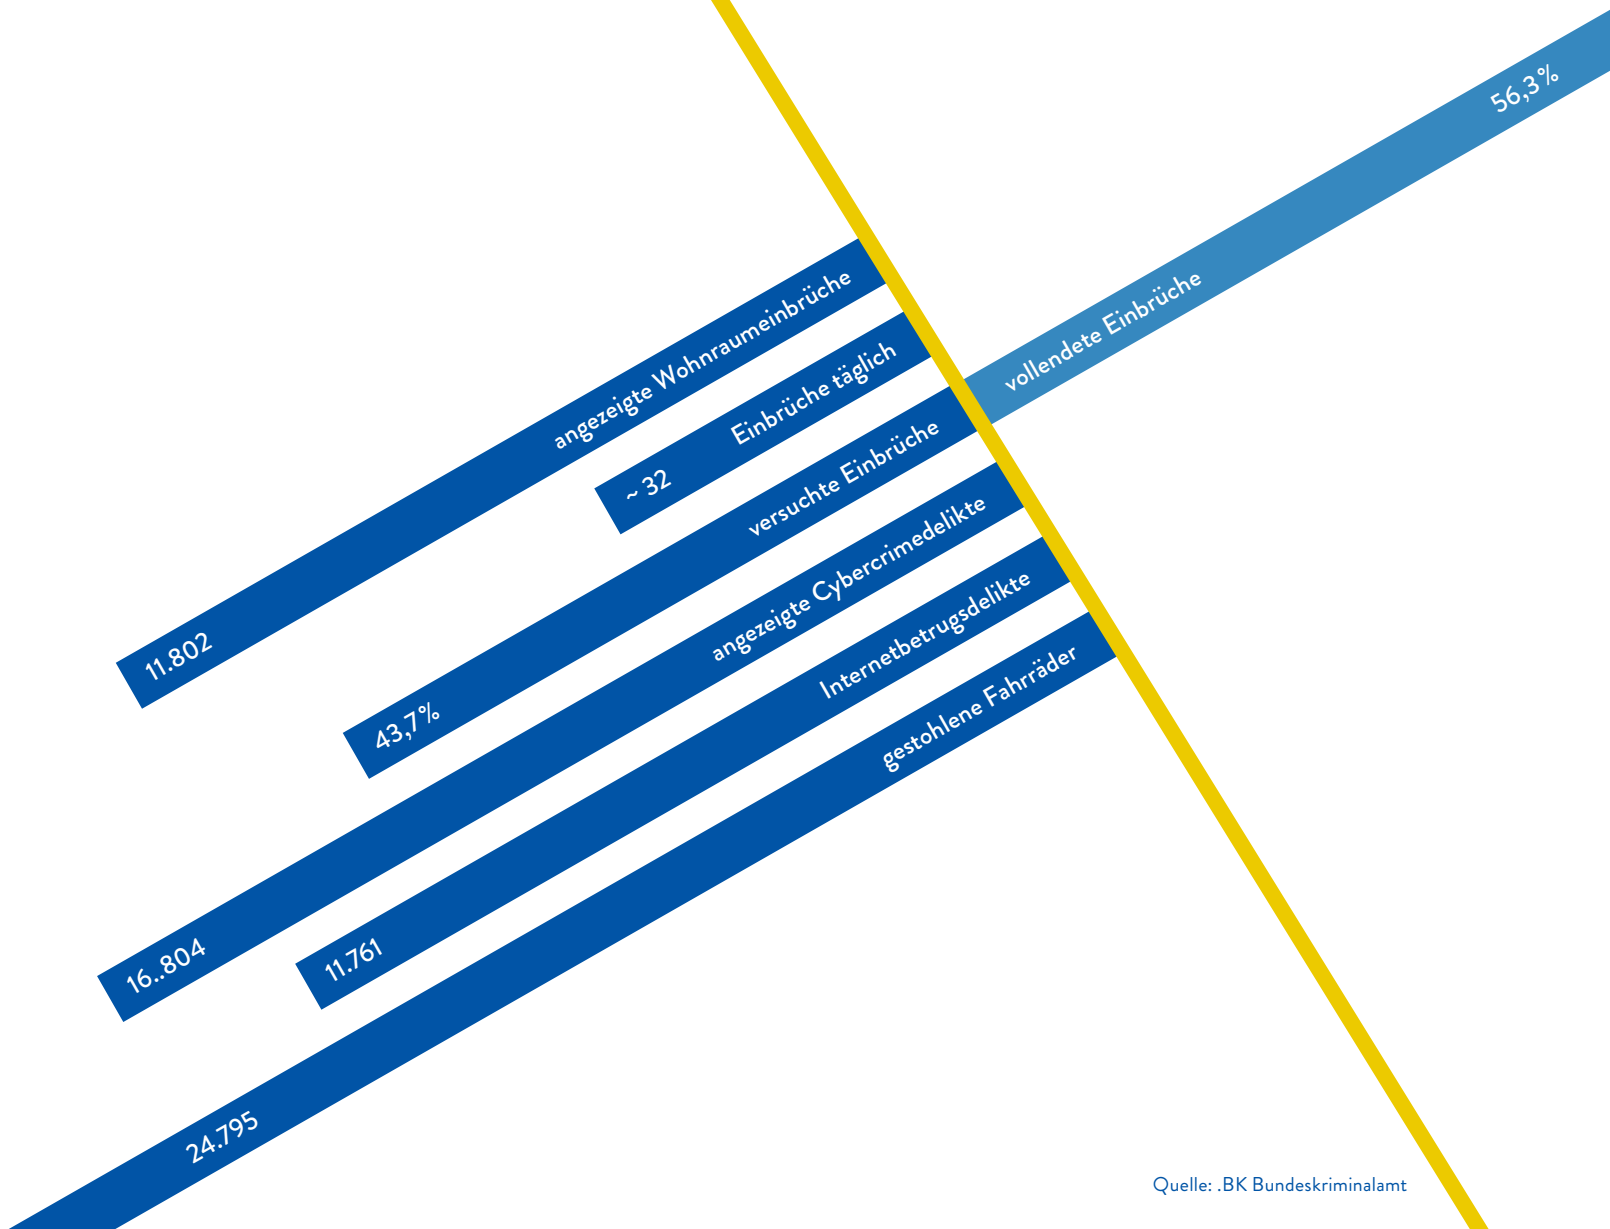 angezeigte Wohnraumeinbrüche
11.802
Einbrüche täglich
~ 32
versuchte Einbrüche
43,7%
vollendete Einbrüche
56,3%
angezeigte Cybercrimedelikte
16..804
Internetbetrugsdelikte
11.761
gestohlene Fahrräder
24.795
Quelle: .BK Bundeskriminalamt